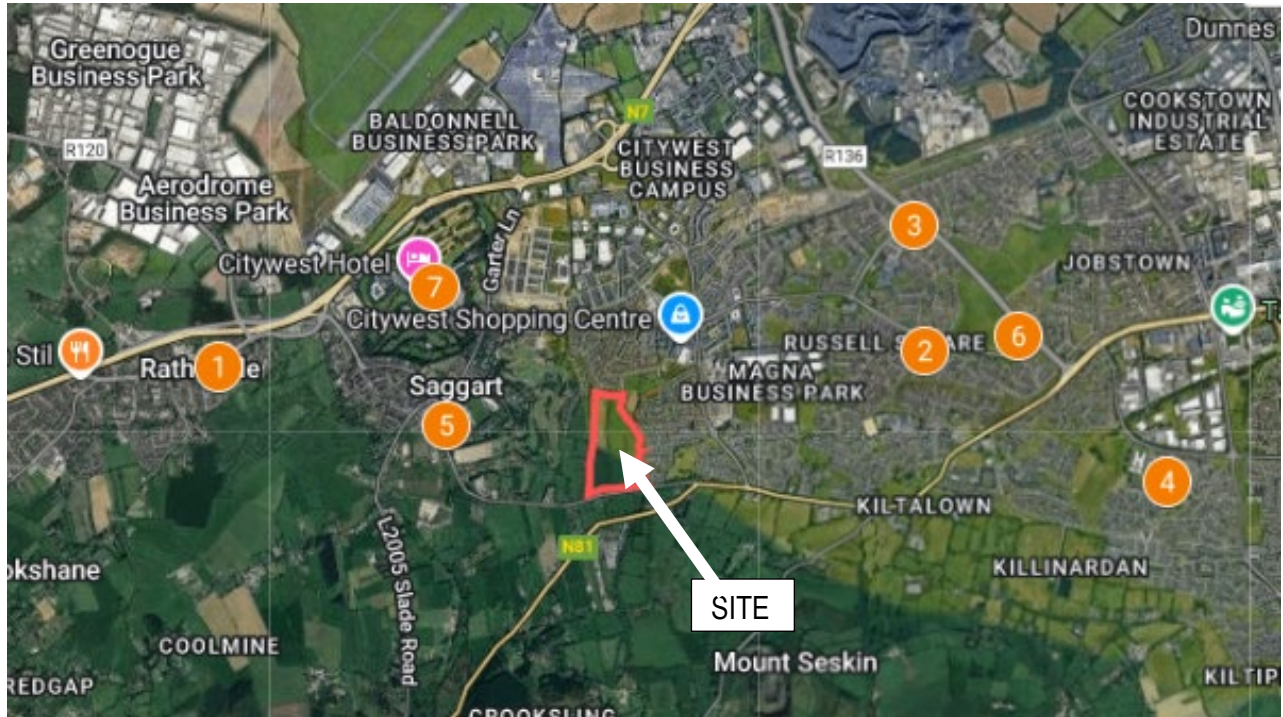 Greenogue
Business Park
Dunnes
N7
BALDONNELL
BUSINESS PARK
COOKSTOWN
INDUSTRIAL
ESTATE
R120
CITYWEST
BUSINESS
CAMPUS
R136
Aerodrome
Business Park
Garter Ln
3
Citywest Hotel
JOBSTOWN
7
Citywest Shopping Centre
6
Stil
1
RUSSELL
2
MAGNA
BUSINESS PARK
Saggart
5
4
KILTALOWN
L2005 Slade Road
N81
okshane
KILLINARDAN
SITE
COOLMINE
Mount Seskin
REDGAP
KILTIP
CROOKSLING